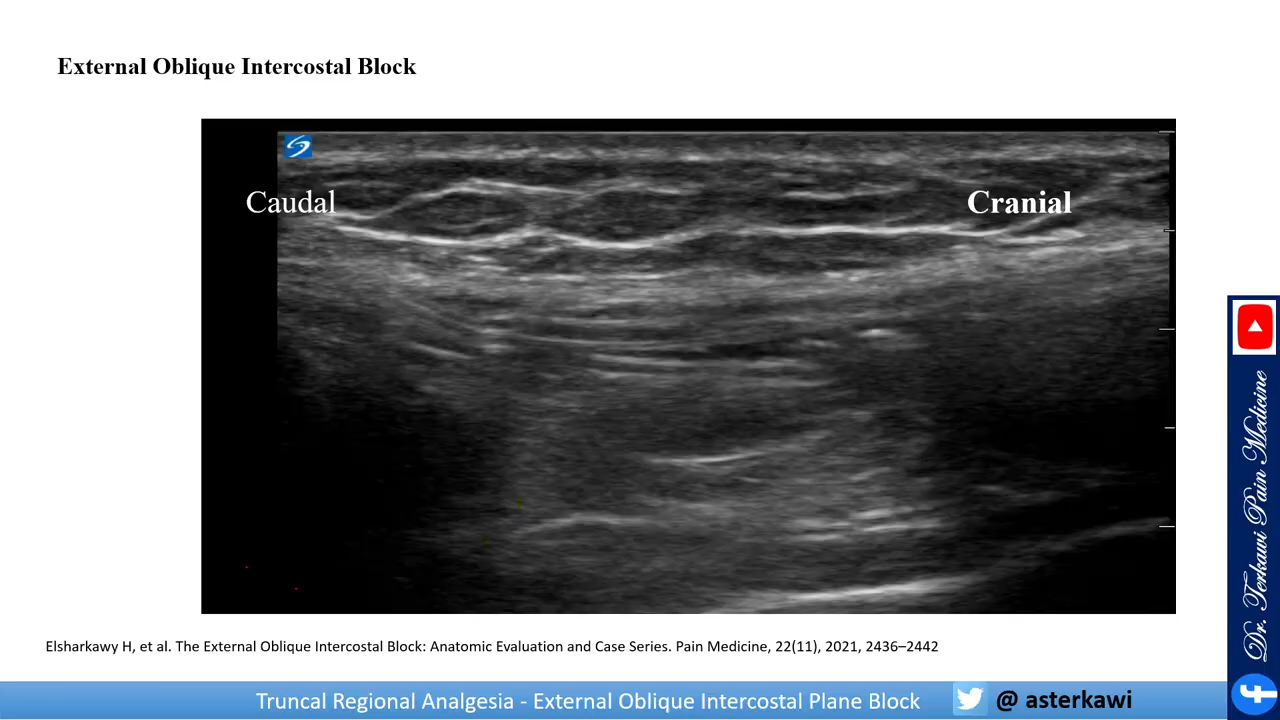 External Oblique Intercostal Block
Caudal
Cranial
Elsharkawy H, et al. The External Oblique Intercostal Block: Anatomic Evaluation and Case Series. Pain Medicine, 22(11), 2021, 2436–2442
Truncal Regional Analgesia - External Oblique Intercostal Plane Block
@ asterkawi
Dr. Terkawi Pain Medicine